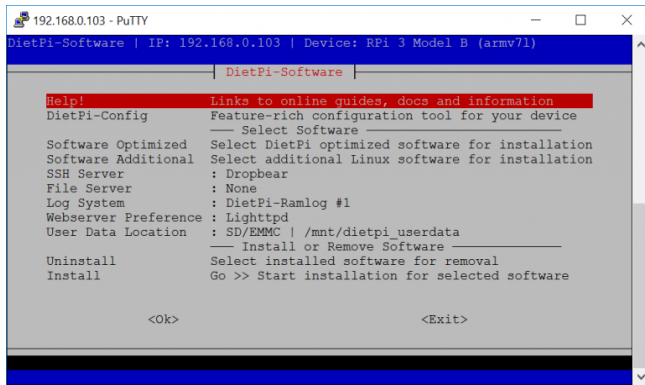 192.168.0.103 - PuTTY
DietPi-Software | IP: 192.168.0.103 | Device: RPi 3 Model B (armv7l)
DietPi-Software
Help! Links to online guides, docs and information
DietPi-Config Feature-rich configuration tool for your device
Select Software
Software Optimized Select DietPi optimized software for installation
Software Additional Select additional Linux software for installation
SSH Server : Dropbear
File Server : None
Log System : DietPi-Ramlog #1
Webserver Preference : Lighttpd
User Data Location : SD/EMMC | /mnt/dietpi_userdata
Install or Remove Software
Uninstall Select installed software for removal
Install Go >> Start installation for selected software
<Ok> <Exit>